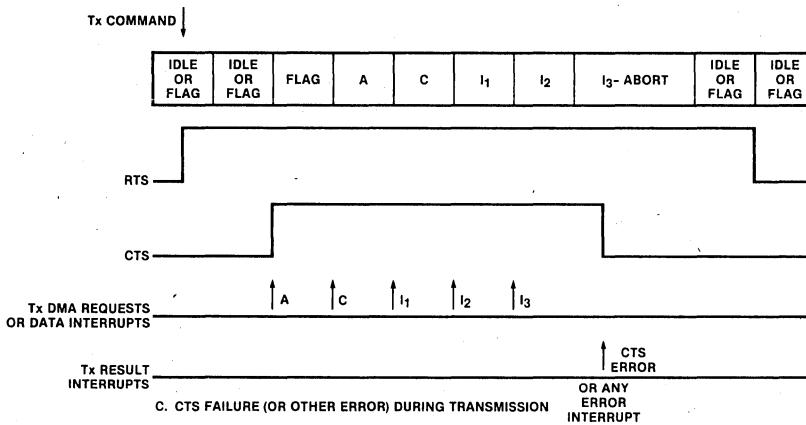 Tx COMMAND
IDLE OR FLAG
IDLE OR FLAG
FLAG
A
C
I1
I2
I3- ABORT
IDLE OR FLAG
IDLE OR FLAG
RTS
CTS
A
C
I1
I2
I3
Tx DMA REQUESTS
OR DATA INTERRUPTS
CTS
ERROR
Tx RESULT
INTERRUPTS
OR ANY
ERROR
INTERRUPT
C. CTS FAILURE (OR OTHER ERROR) DURING TRANSMISSION